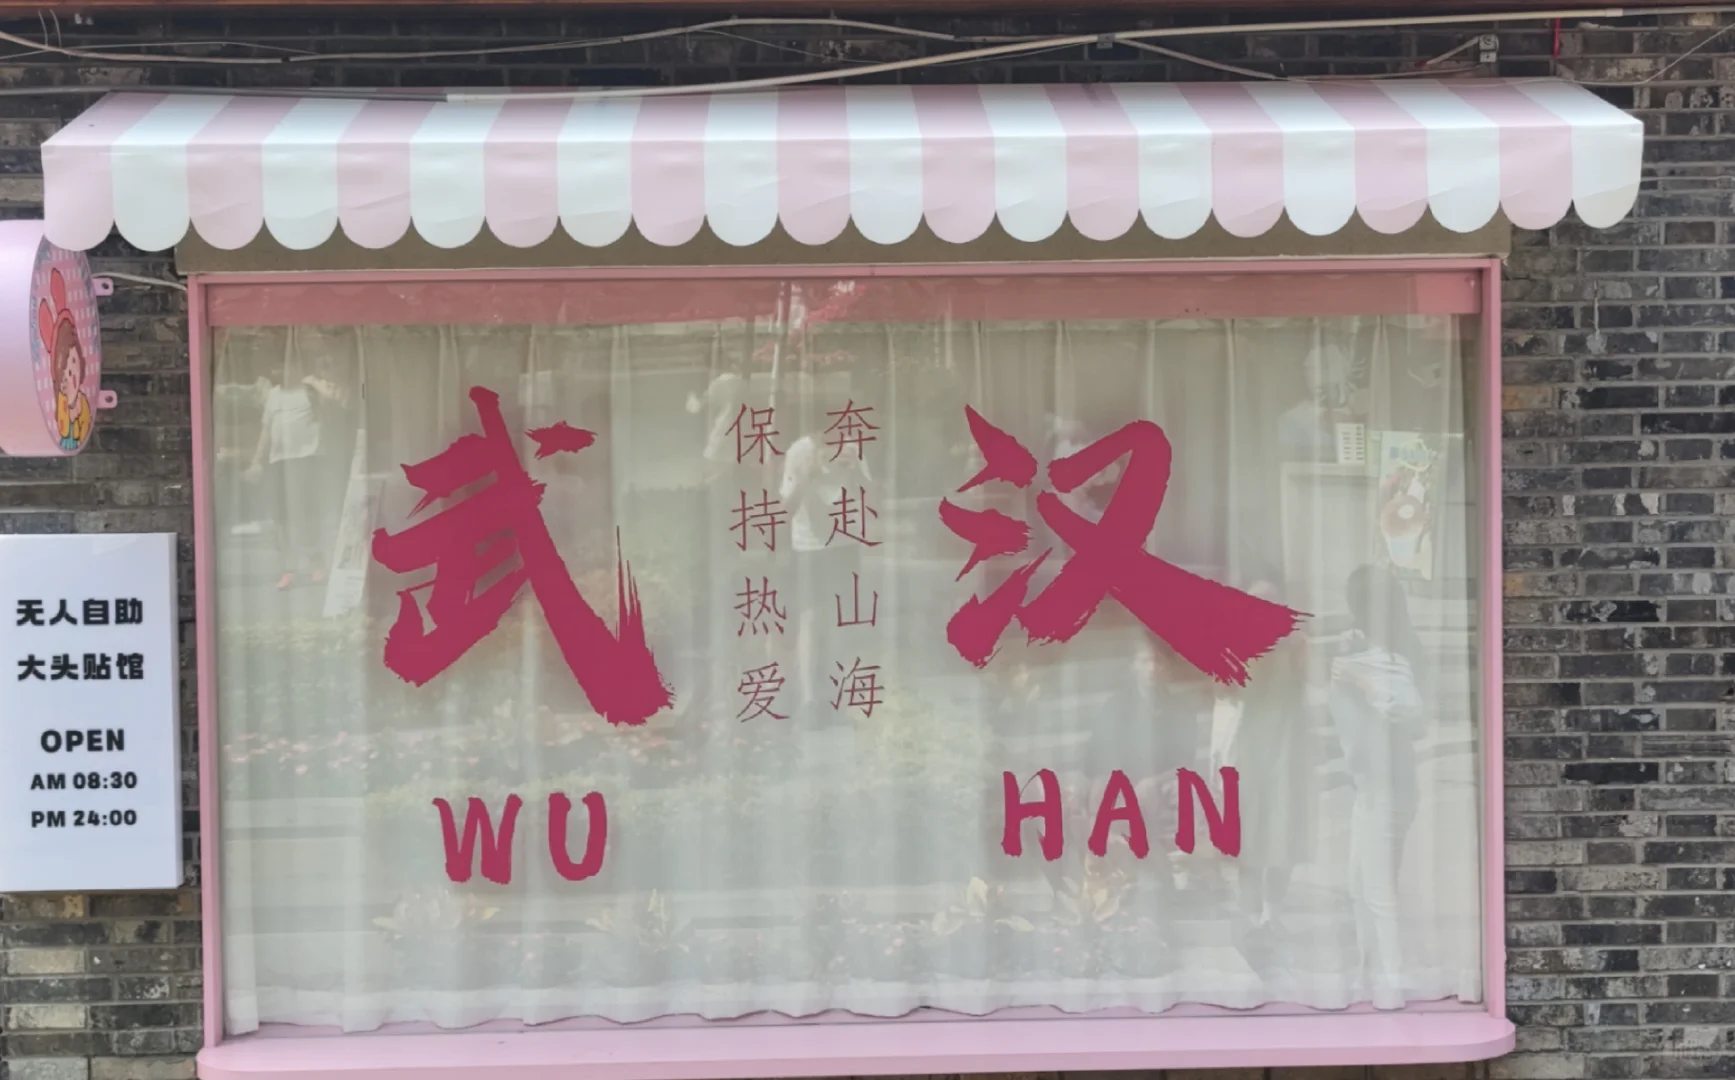 武汉
保持热爱
奔赴山海
WU HAN
无人自助
大头贴馆
OPEN
AM 08:30
PM 24:00